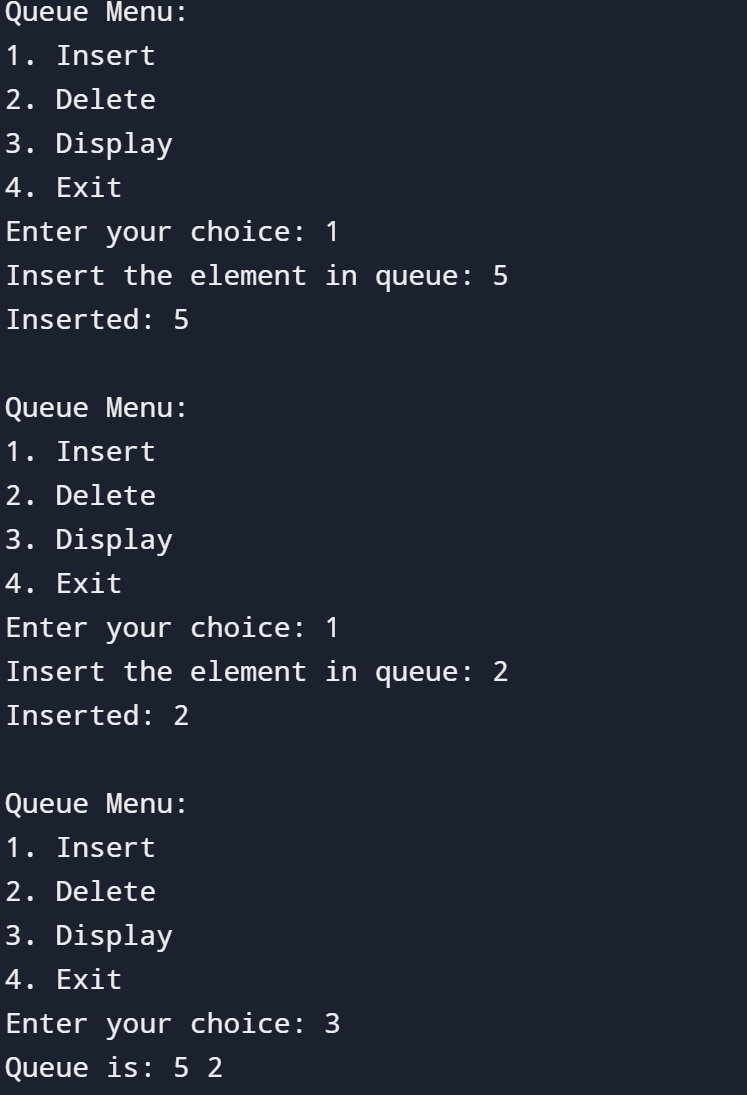 Queue Menu:
1. Insert
2. Delete
3. Display
4. Exit
Enter your choice: 1
Insert the element in queue: 5
Inserted: 5

Queue Menu:
1. Insert
2. Delete
3. Display
4. Exit
Enter your choice: 1
Insert the element in queue: 2
Inserted: 2

Queue Menu:
1. Insert
2. Delete
3. Display
4. Exit
Enter your choice: 3
Queue is: 5 2